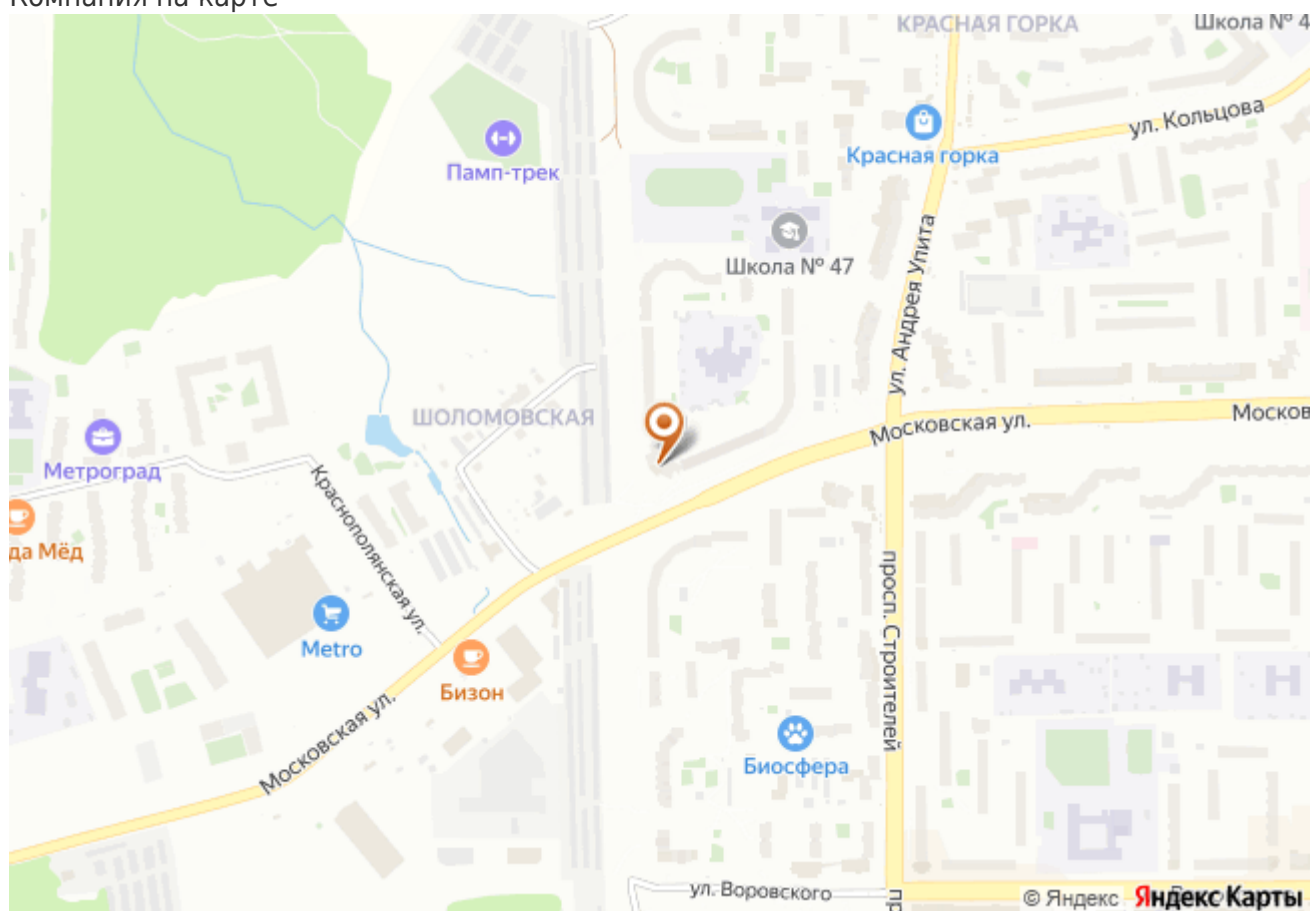 Компания на карте
КРАСНАЯ ГОРКА
Школа № 4
ул. Кольцова
Красная горка
Памп-трек
Школа № 47
ул. Андрея Упита
ШОЛОМОВСКАЯ
Московская ул.
Москов
Метроград
Краснополянская ул.
да Мёд
Metro
Бизон
просп. Строителей
Московская ул.
Биосфера
ул. Воровского
пр
© Яндекс Яндекс Карты